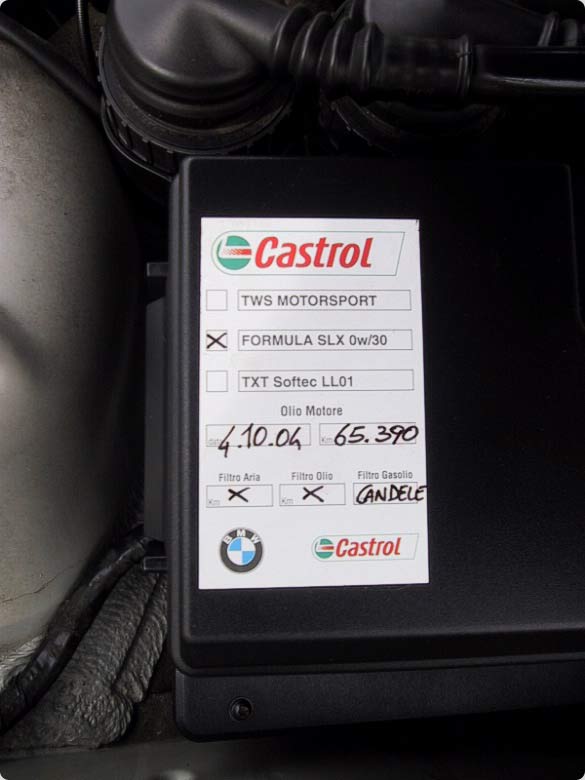 Castrol
TWS MOTORSPORT
X FORMULA SLX 0w/30
TXT Softec LL01
Olio Motore
data 4.10.04 Km 65.390
Filtro Aria Filtro Olio Filtro Gasolio
Km X Km X CANDELE
BMW Castrol